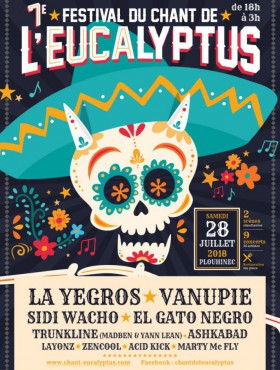 7E FESTIVAL DU CHANT DE
L'EUCALYPTUS
de 18h
à 3h
SAMEDI
28
JUILLET
2018
PLOUHINEC
2
scènes
9
concerts
LA YEGROS ★ VANUPIE
SIDI WACHO ★ EL GATO NEGRO
TRUNKLINE (MADBEN & YANN LEAN) ★ ASHKABAD
LAYONZ ★ ZENCOOL ★ ACID KICK ★ MARTY Mc FLY
www.chant-eucalyptus.com Facebook : chantdeleucalyptus